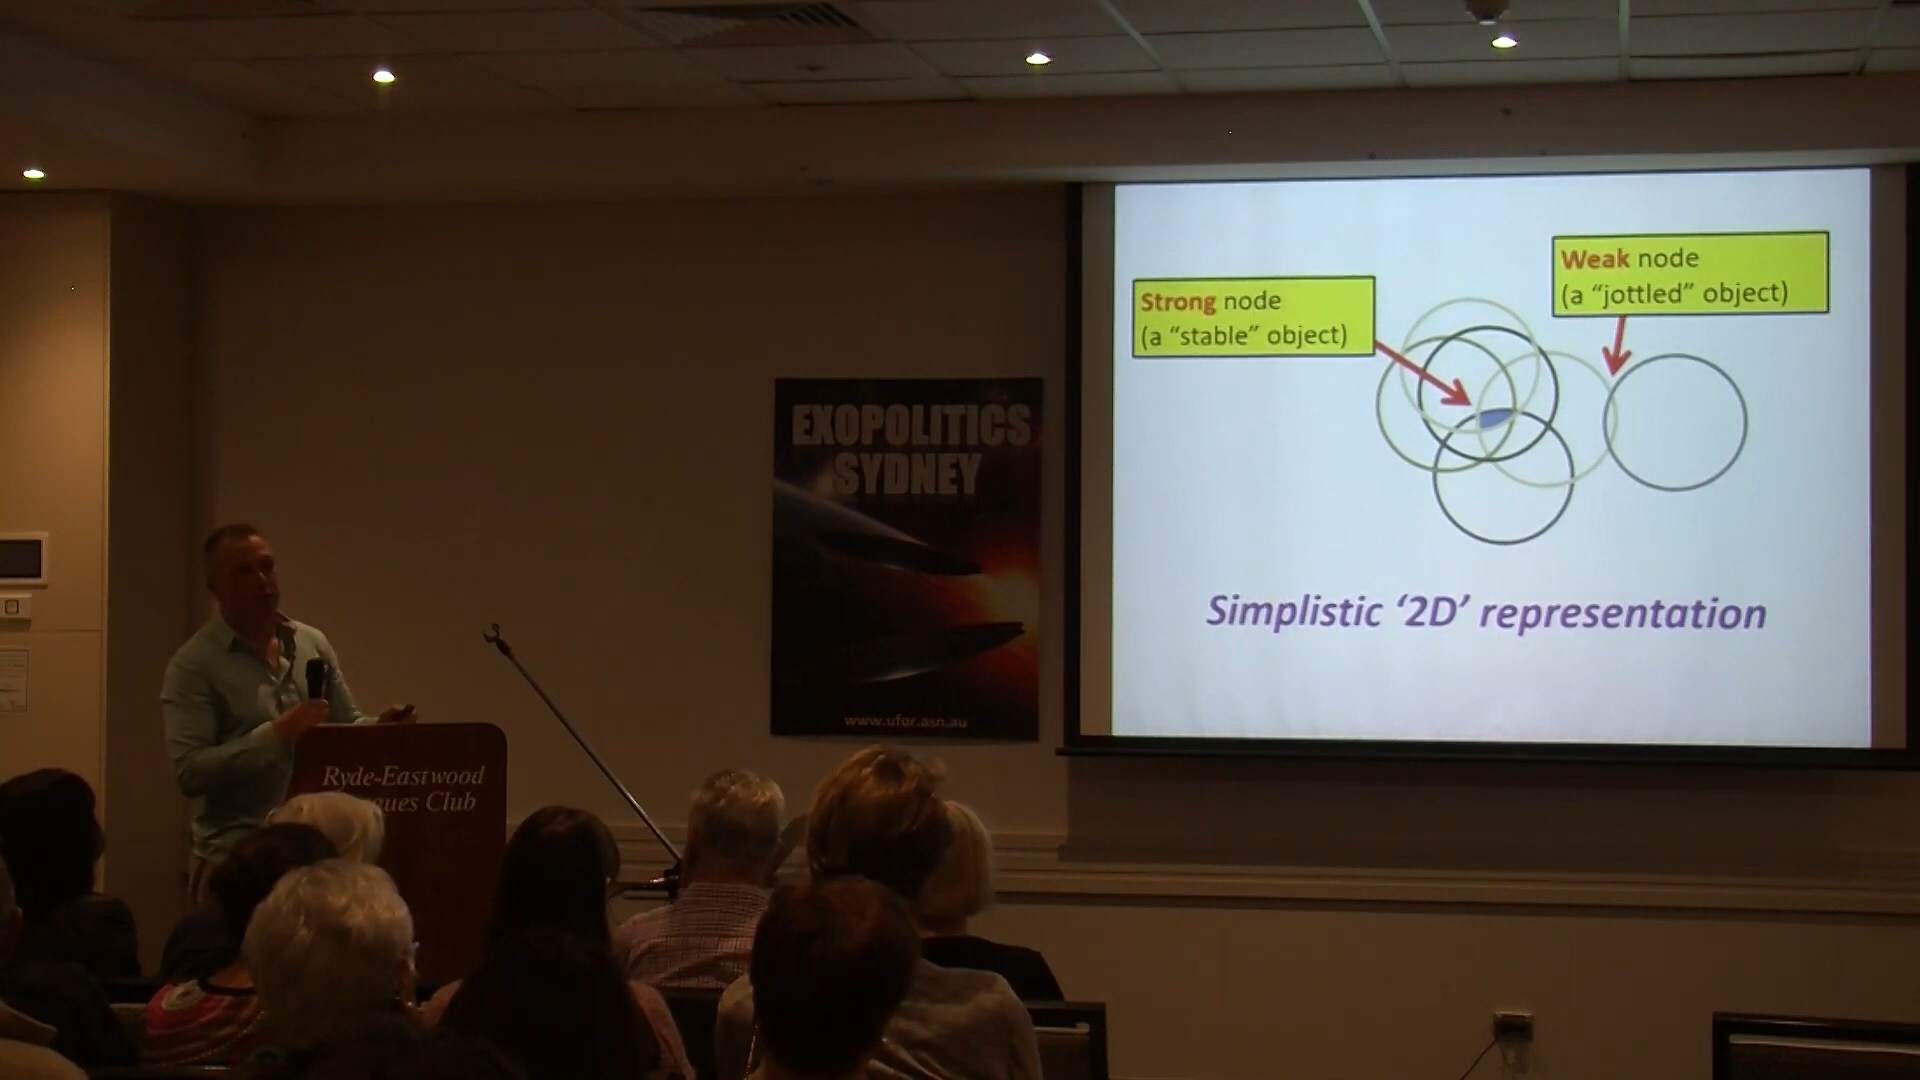 Strong node
(a “stable” object)
Weak node
(a “jottled” object)
Simplistic ‘2D’ representation
EXOPOLITICS
SYDNEY
www.ufor.asn.au
Ryde-Eastwood
Club